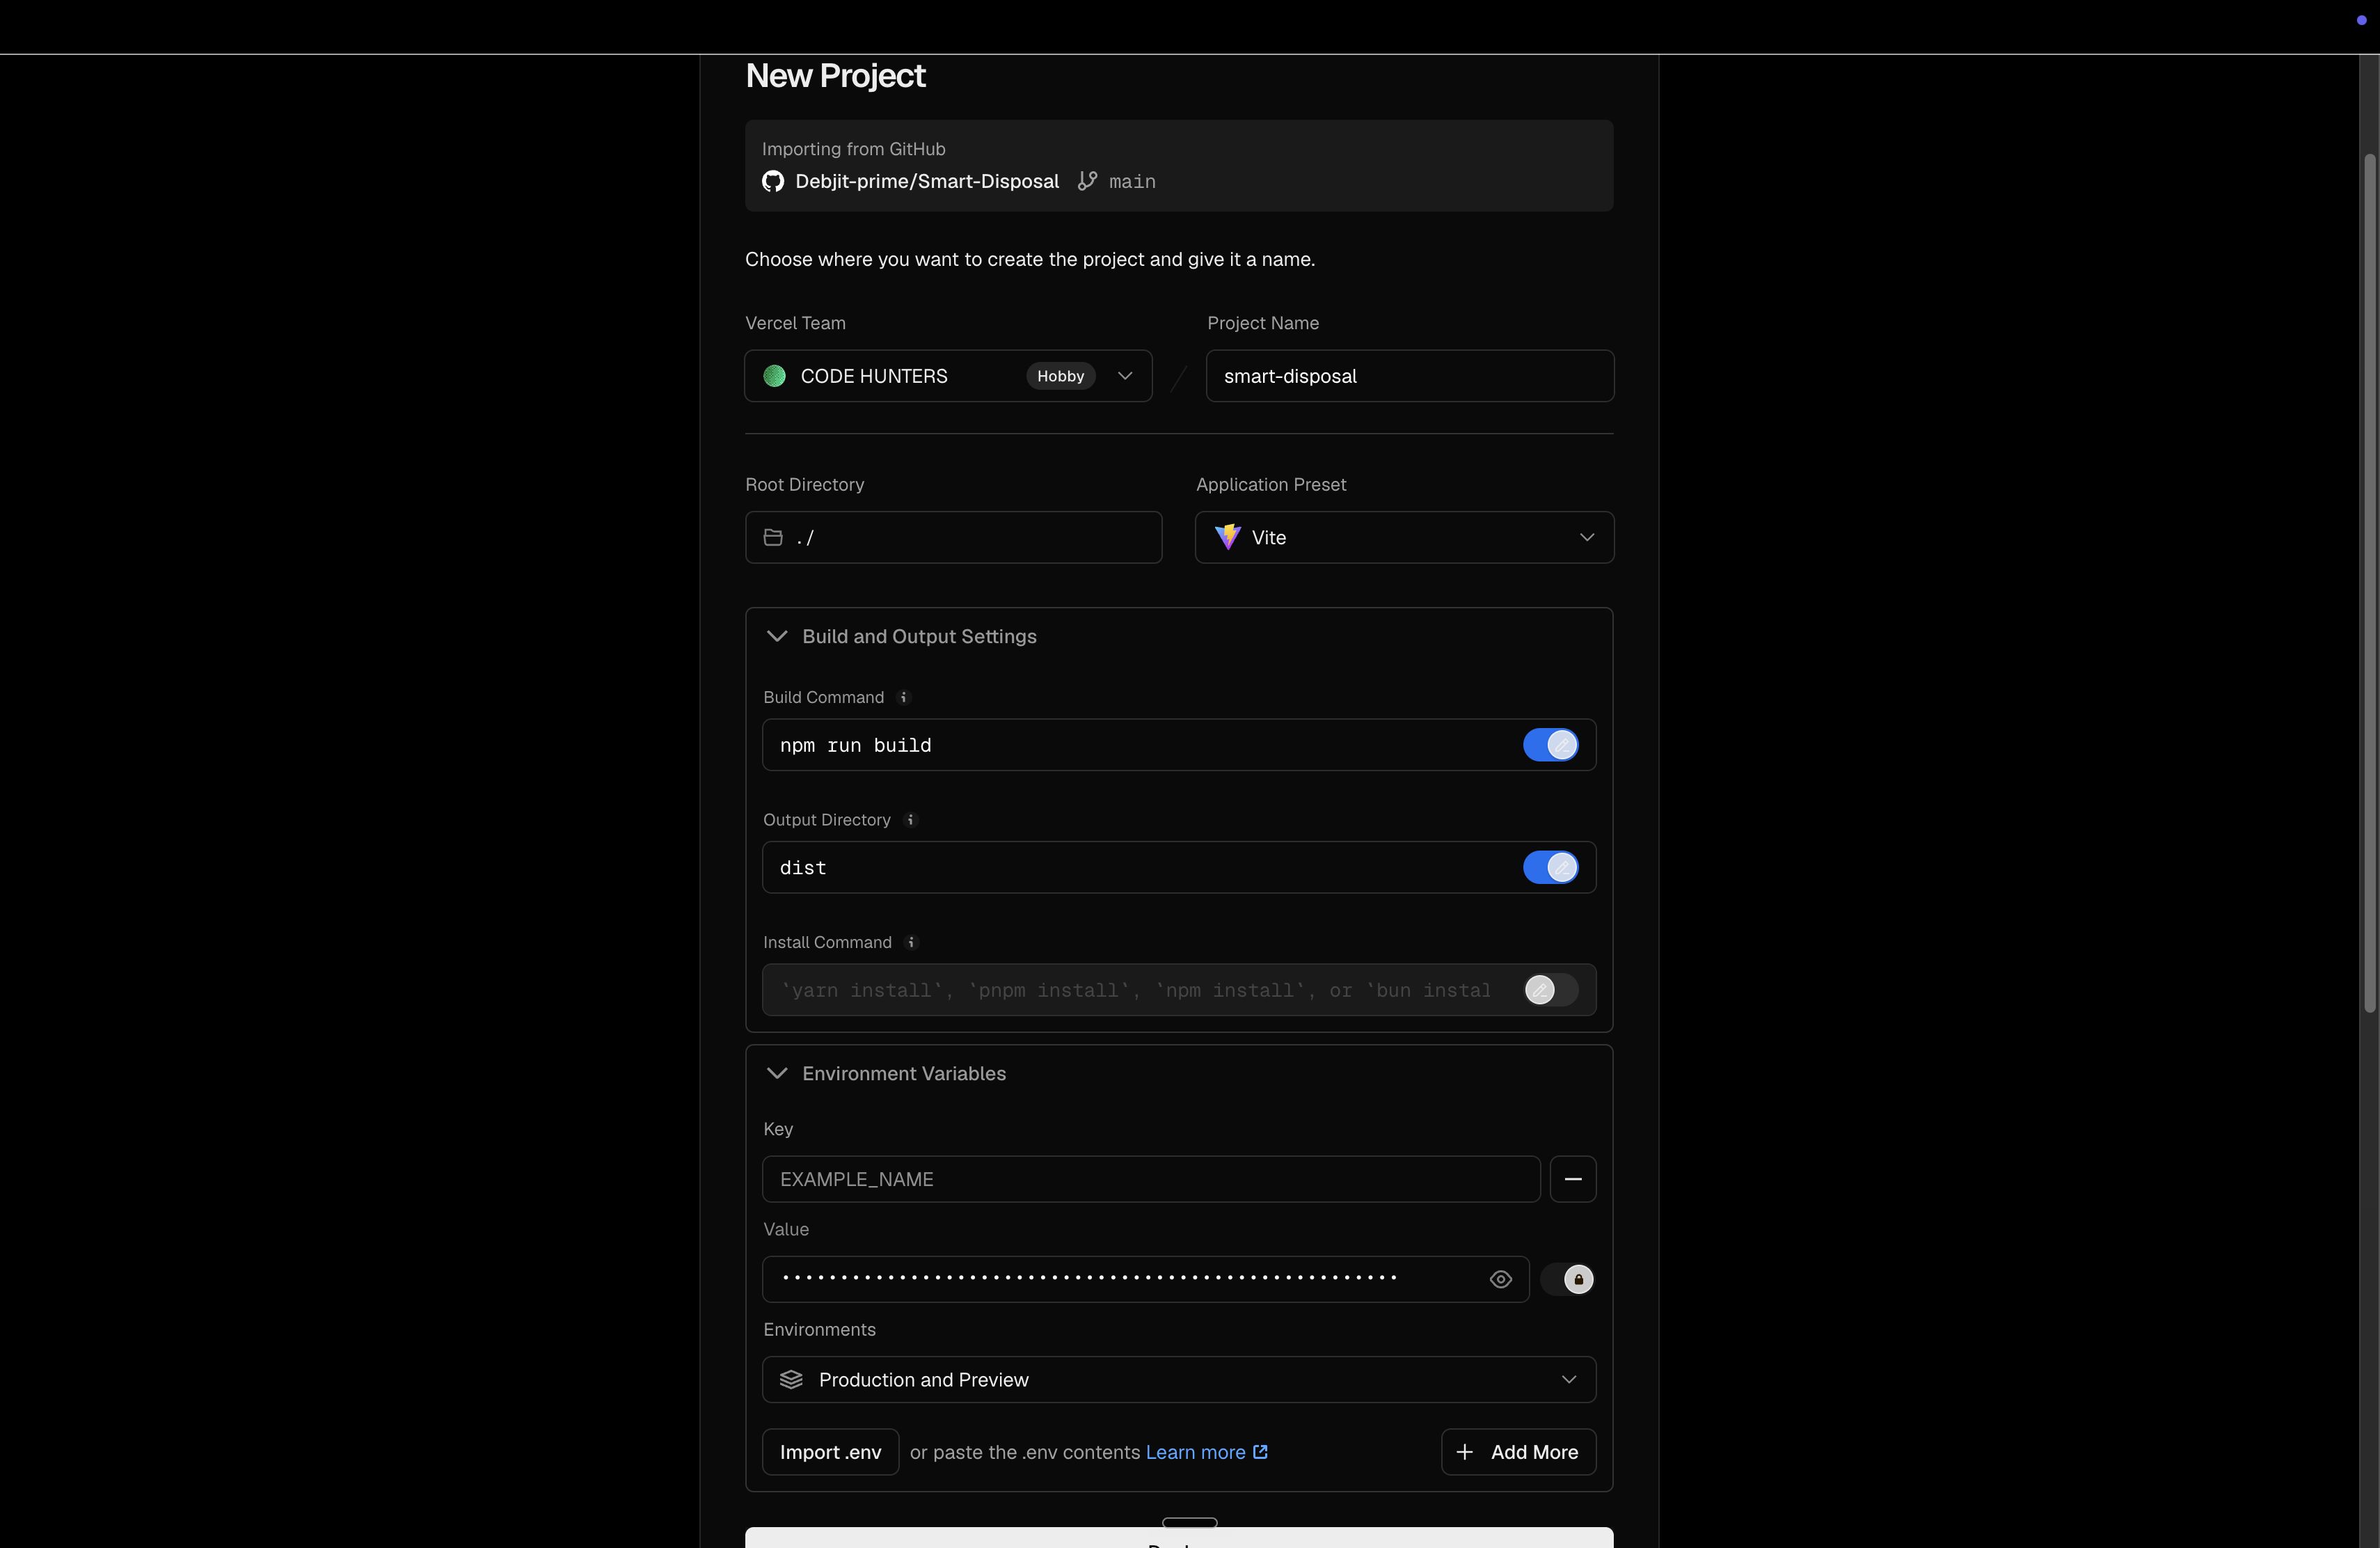 New Project
Importing from GitHub
Debjit-prime/Smart-Disposal main
Choose where you want to create the project and give it a name.
Vercel Team
Project Name
CODE HUNTERS Hobby
smart-disposal
Root Directory
Application Preset
./
Vite
Build and Output Settings
Build Command
npm run build
Output Directory
dist
Install Command
`yarn install`, `pnpm install`, `npm install`, or `bun instal
Environment Variables
Key
EXAMPLE_NAME
Value
Environments
Production and Preview
Import .env or paste the .env contents Learn more
Add More